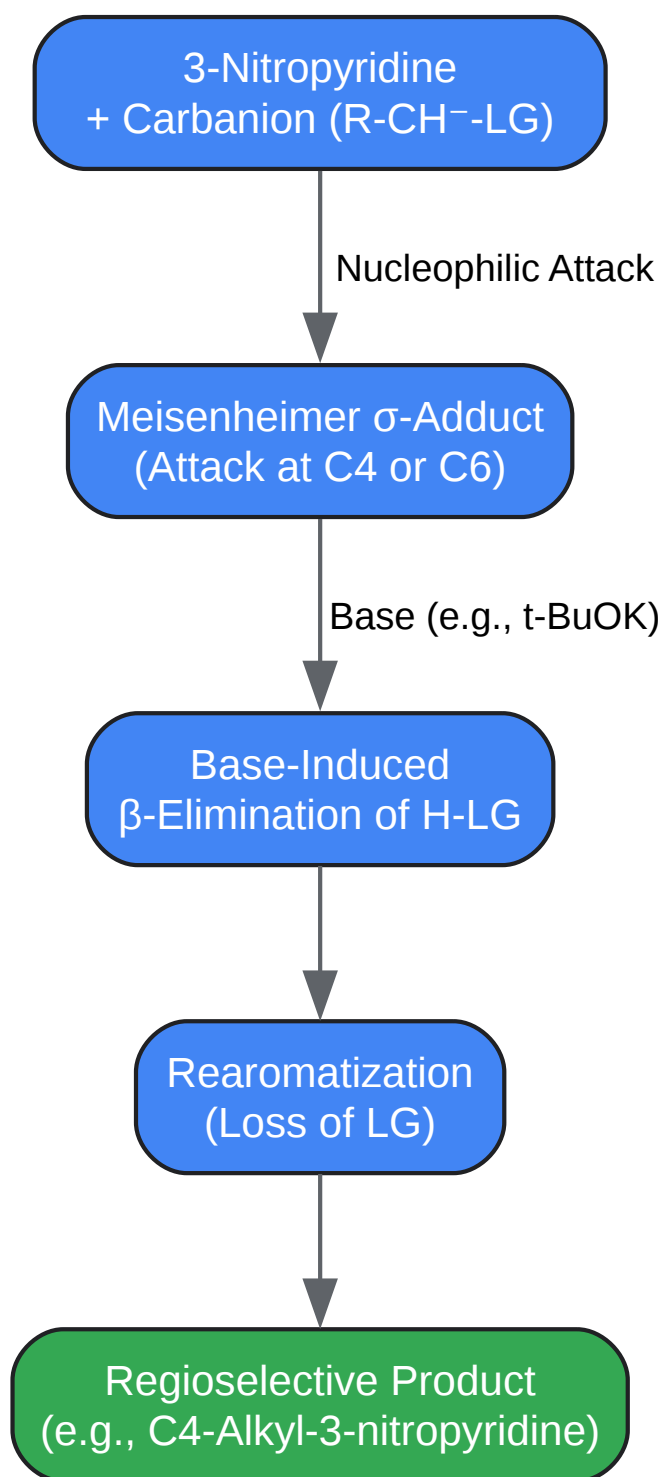 3-Nitropyridine
+ Carbanion (R-CH⁻-LG)
Nucleophilic Attack
Meisenheimer σ-Adduct
(Attack at C4 or C6)
Base (e.g., t-BuOK)
Base-Induced
β-Elimination of H-LG
Rearomatization
(Loss of LG)
Regioselective Product
(e.g., C4-Alkyl-3-nitropyridine)